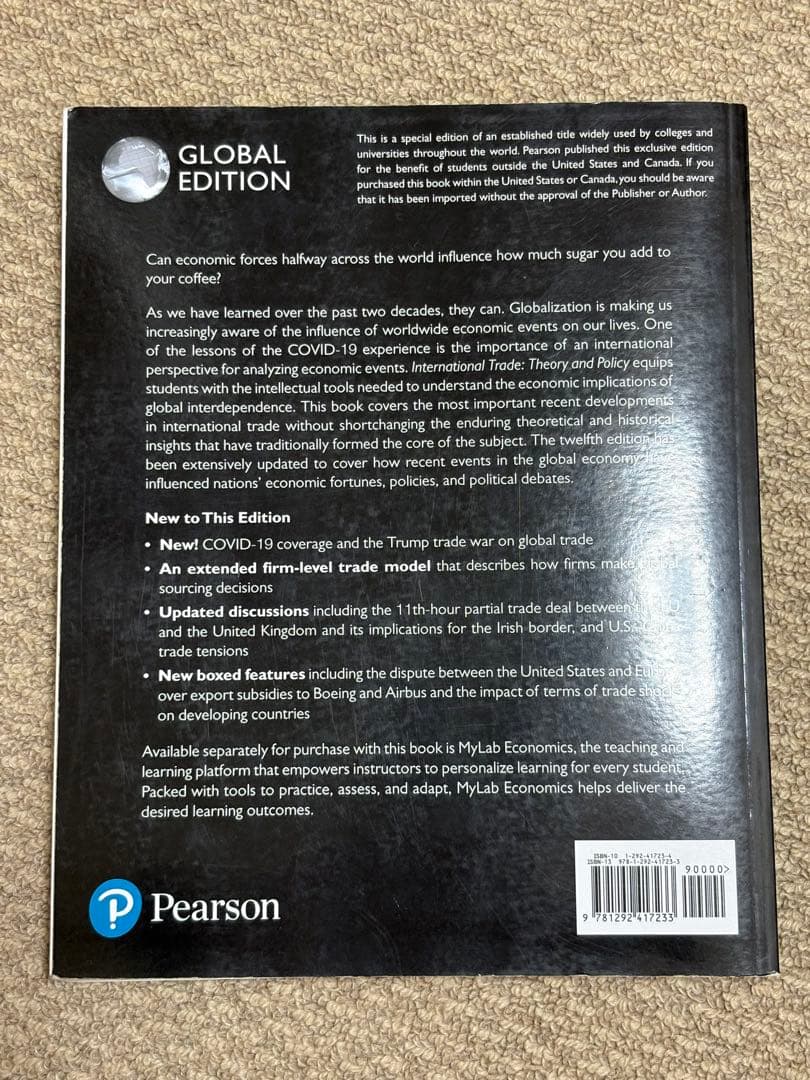 GLOBAL
EDITION
This is a special edition of an established title widely used by colleges and
universities throughout the world. Pearson published this exclusive edition
for the benefit of students outside the United States and Canada. If you
purchased this book within the United States or Canada, you should be aware
that it has been imported without the approval of the Publisher or Author.
Can economic forces halfway across the world influence how much sugar you add to
your coffee?
As we have learned over the past two decades, they can. Globalization is making us
increasingly aware of the influence of worldwide economic events on our lives. One
of the lessons of the COVID-19 experience is the importance of an international
perspective for analyzing economic events. International Trade: Theory and Policy equips
students with the intellectual tools needed to understand the economic implications of
global interdependence. This book covers the most important recent developments
in international trade without shortchanging the enduring theoretical and historical
insights that have traditionally formed the core of the subject. The twelfth edition has
been extensively updated to cover how recent events in the global economy
influenced nations' economic fortunes, policies, and political debates.
New to This Edition
• New! COVID-19 coverage and the Trump trade war on global trade
• An extended firm-level trade model that describes how firms make global
sourcing decisions
• Updated discussions including the 11th-hour partial trade deal between
and the United Kingdom and its implications for the Irish border, and
trade tensions
• New boxed features including the dispute between the United States and
over export subsidies to Boeing and Airbus and the impact of terms of trade shocks
on developing countries
Available separately for purchase with this book is MyLab Economics, the teaching and
learning platform that empowers instructors to personalize learning for every student.
Packed with tools to practice, assess, and adapt, MyLab Economics helps deliver the
desired learning outcomes.
P Pearson
ISBN-10 1-292-41723-4
ISBN-13 978-1-292-41723-3
90000>
9 781292 417233